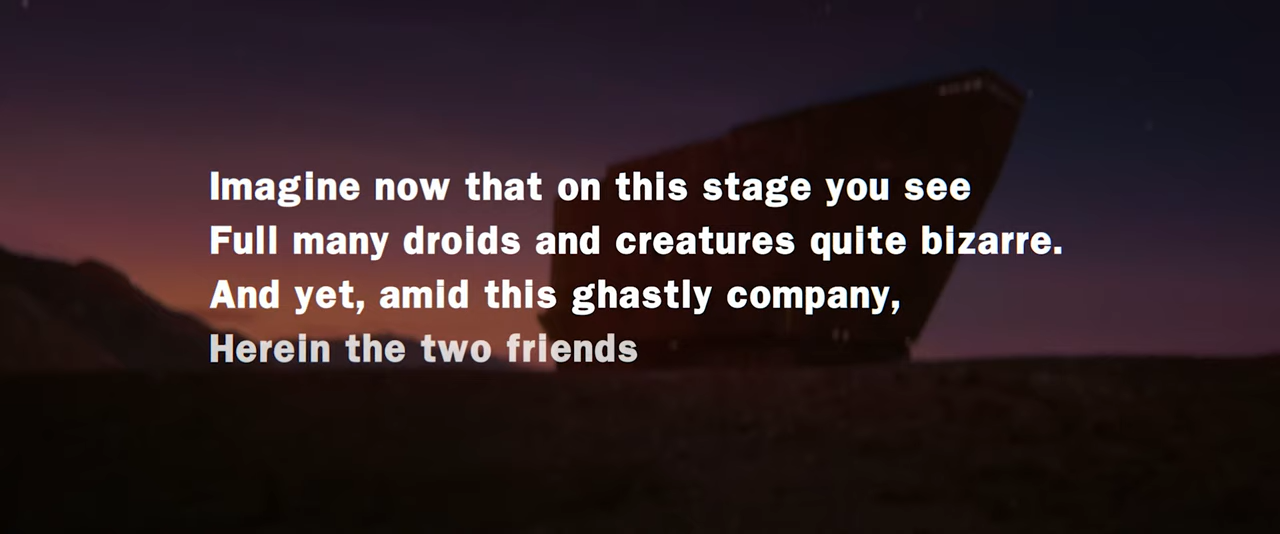 Imagine now that on this stage you see
Full many droids and creatures quite bizarre.
And yet, amid this ghastly company,
Herein the two friends